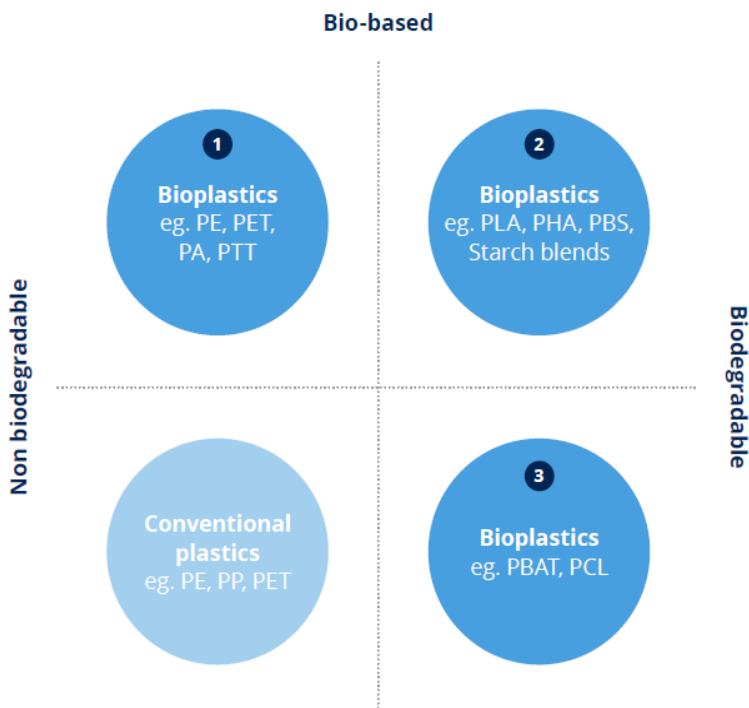 Bio-based
1
Bioplastics
eg. PE, PET,
PA, PTT
2
Bioplastics
eg. PLA, PHA, PBS,
Starch blends
Non biodegradable
Biodegradable
Conventional
plastics
eg. PE, PP, PET
3
Bioplastics
eg. PBAT, PCL